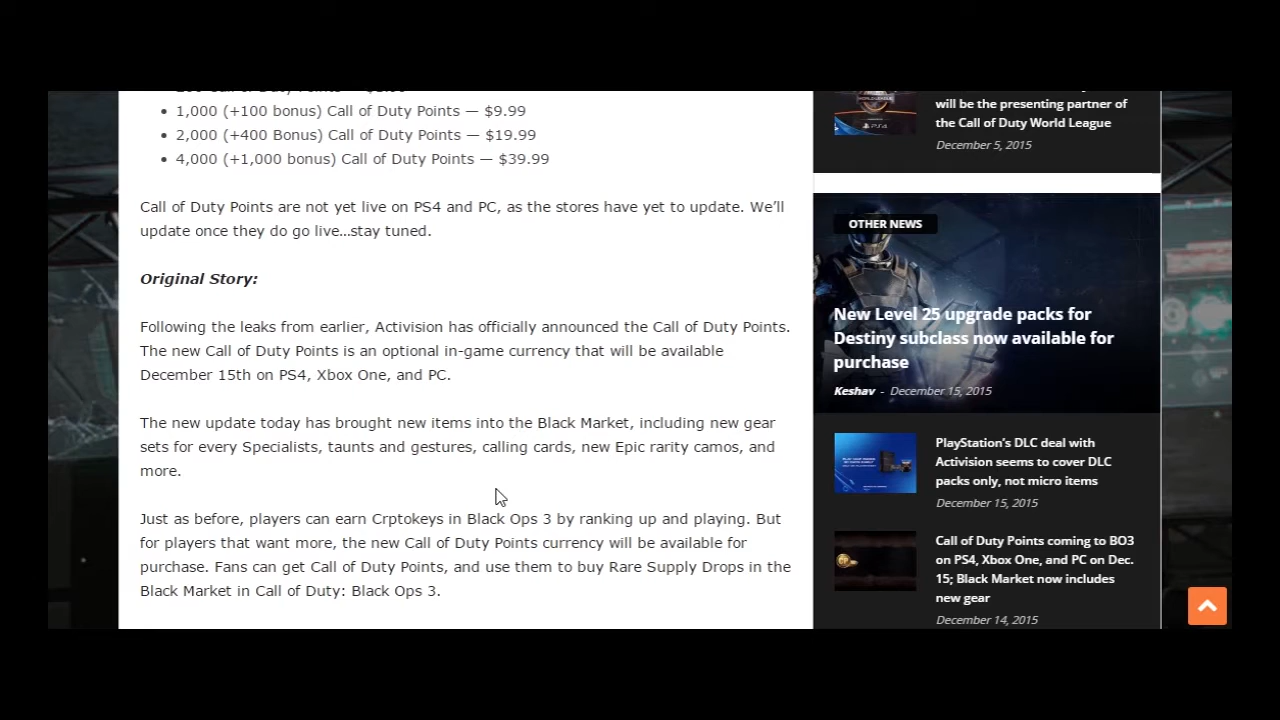 1,000 (+100 bonus) Call of Duty Points — $9.99
2,000 (+400 Bonus) Call of Duty Points — $19.99
4,000 (+1,000 bonus) Call of Duty Points — $39.99
Call of Duty Points are not yet live on PS4 and PC, as the stores have yet to update. We’ll
update once they do go live…stay tuned.
Original Story:
Following the leaks from earlier, Activision has officially announced the Call of Duty Points.
The new Call of Duty Points is an optional in-game currency that will be available
December 15th on PS4, Xbox One, and PC.
The new update today has brought new items into the Black Market, including new gear
sets for every Specialists, taunts and gestures, calling cards, new Epic rarity camos, and
more.
Just as before, players can earn Crptokeys in Black Ops 3 by ranking up and playing. But
for players that want more, the new Call of Duty Points currency will be available for
purchase. Fans can get Call of Duty Points, and use them to buy Rare Supply Drops in the
Black Market in Call of Duty: Black Ops 3.
will be the presenting partner of
the Call of Duty World League
December 5, 2015
OTHER NEWS
New Level 25 upgrade packs for
Destiny subclass now available for
purchase
Keshav - December 15, 2015
PlayStation’s DLC deal with
Activision seems to cover DLC
packs only, not micro items
December 15, 2015
Call of Duty Points coming to BO3
on PS4, Xbox One, and PC on Dec.
15; Black Market now includes
new gear
December 14, 2015